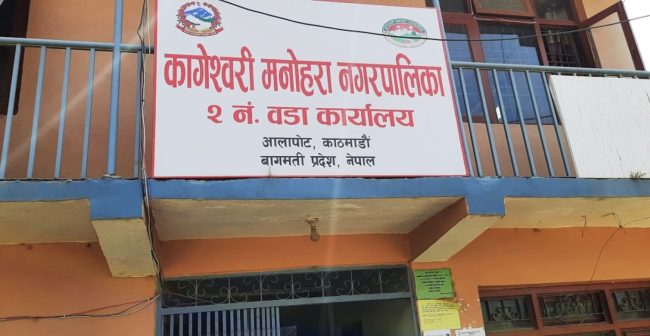 कागेश्वरी मनोहरा नगरपालिका
२ नं. वडा कार्यालय
आलापोट, काठमाडौं
बागमती प्रदेश, नेपाल